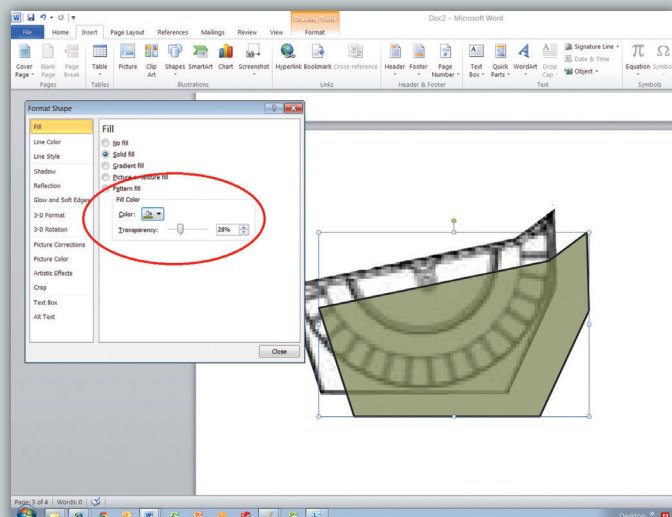 Drawing Tools
Doc2 - Microsoft Word
File Home Insert Page Layout References Mailings Review View Format
Cover Page Blank Page Page Break Table Picture Clip Art Shapes SmartArt Chart Screenshot Hyperlink Bookmark Cross-reference Header Footer Page Number Text Box Quick Parts WordArt Drop Cap Signature Line Date & Time Object Equation Symbol
Pages Tables Illustrations Links Header & Footer Text Symbols
Format Shape
Fill
Line Color
Line Style
Shadow
Reflection
Glow and Soft Edges
3-D Format
3-D Rotation
Picture Corrections
Picture Color
Artistic Effects
Crop
Text Box
Alt Text
Fill
No fill
Solid fill
Gradient fill
Picture or texture fill
Pattern fill
Fill Color
Color:
Transparency: 28%
Close
Page: 3 of 4 Words: 0
Desktop